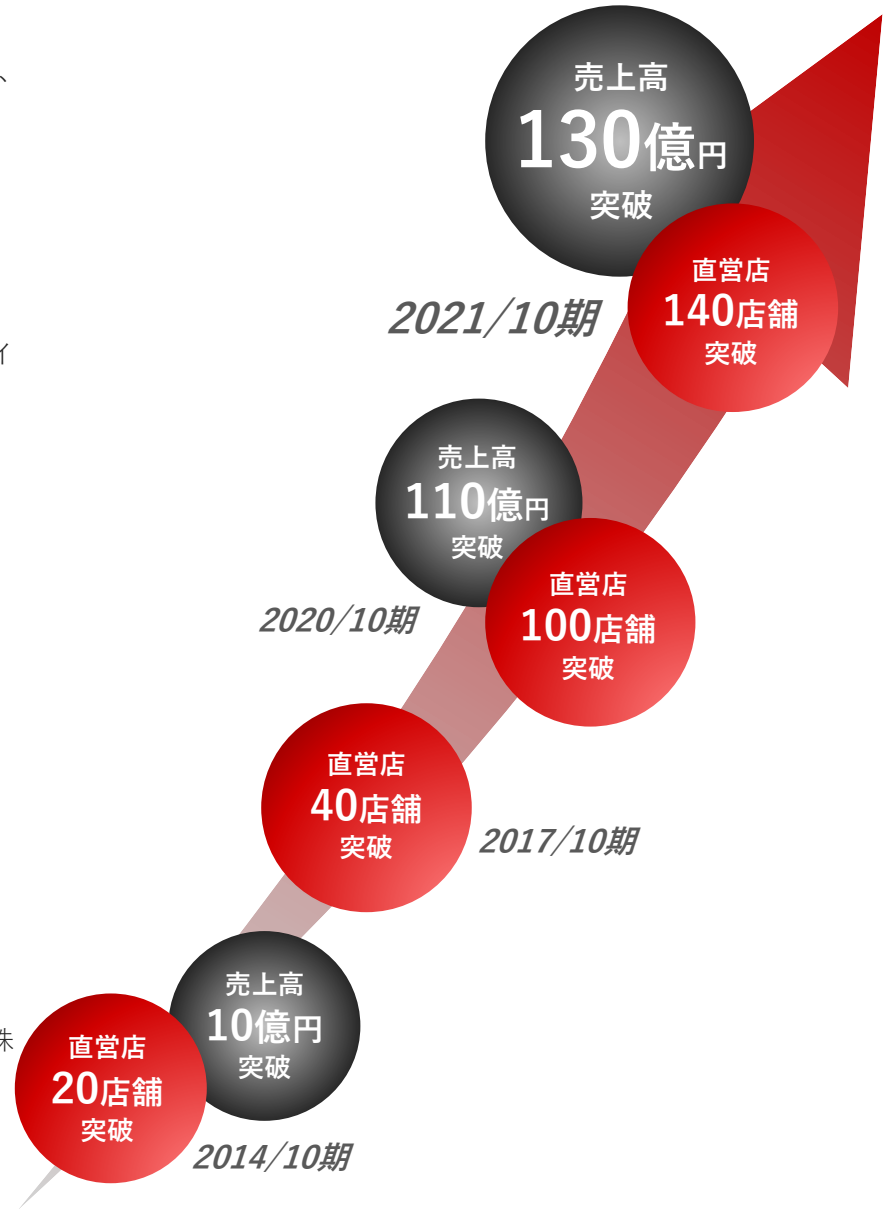 、
売上高
130億円
突破
直営店
140店舗
突破
2021/10期
イ
売上高
110億円
突破
直営店
100店舗
突破
2020/10期
直営店
40店舗
突破
2017/10期
売上高
10億円
突破
株
直営店
20店舗
突破
2014/10期